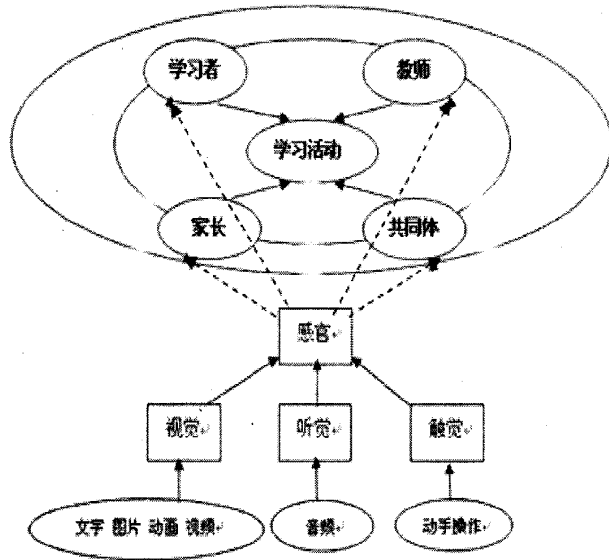 学习者 教师
学习活动
家长 共同体
感官
视觉 听觉 触觉
文字 图片 动画 视频 音频 动手操作